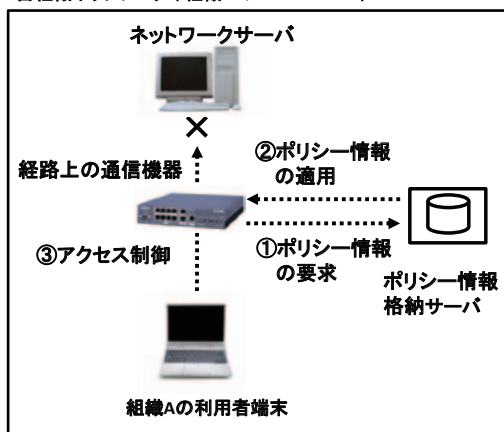 ネットワークサーバ
経路上の通信機器
②ポリシー情報
の適用
③アクセス制御
①ポリシー情報
の要求
ポリシー情報
格納サーバ
組織Aの利用者端末